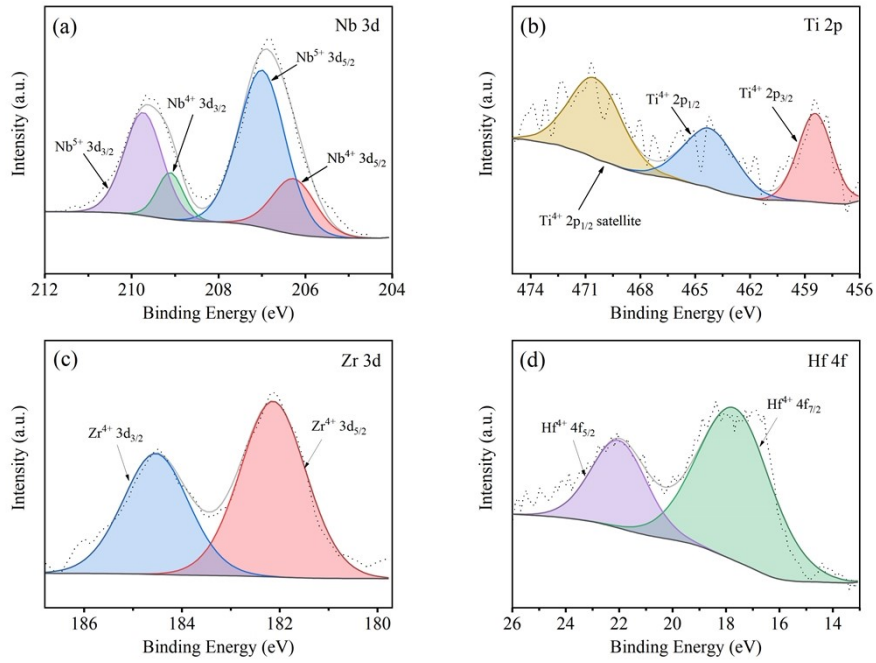 (a)
Nb 3d
Nb⁵⁺ 3d₅/₂
Nb⁴⁺ 3d₃/₂
Nb⁵⁺ 3d₃/₂
Nb⁴⁺ 3d₅/₂
Intensity (a.u.)
212 210 208 206 204
Binding Energy (eV)
(b)
Ti 2p
Ti⁴⁺ 2p₁/₂
Ti⁴⁺ 2p₃/₂
Ti⁴⁺ 2p₁/₂ satellite
Intensity (a.u.)
474 471 468 465 462 459 456
Binding Energy (eV)
(c)
Zr 3d
Zr⁴⁺ 3d₃/₂
Zr⁴⁺ 3d₅/₂
Intensity (a.u.)
186 184 182 180
Binding Energy (eV)
(d)
Hf 4f
Hf⁴⁺ 4f₅/₂
Hf⁴⁺ 4f₇/₂
Intensity (a.u.)
26 24 22 20 18 16 14
Binding Energy (eV)